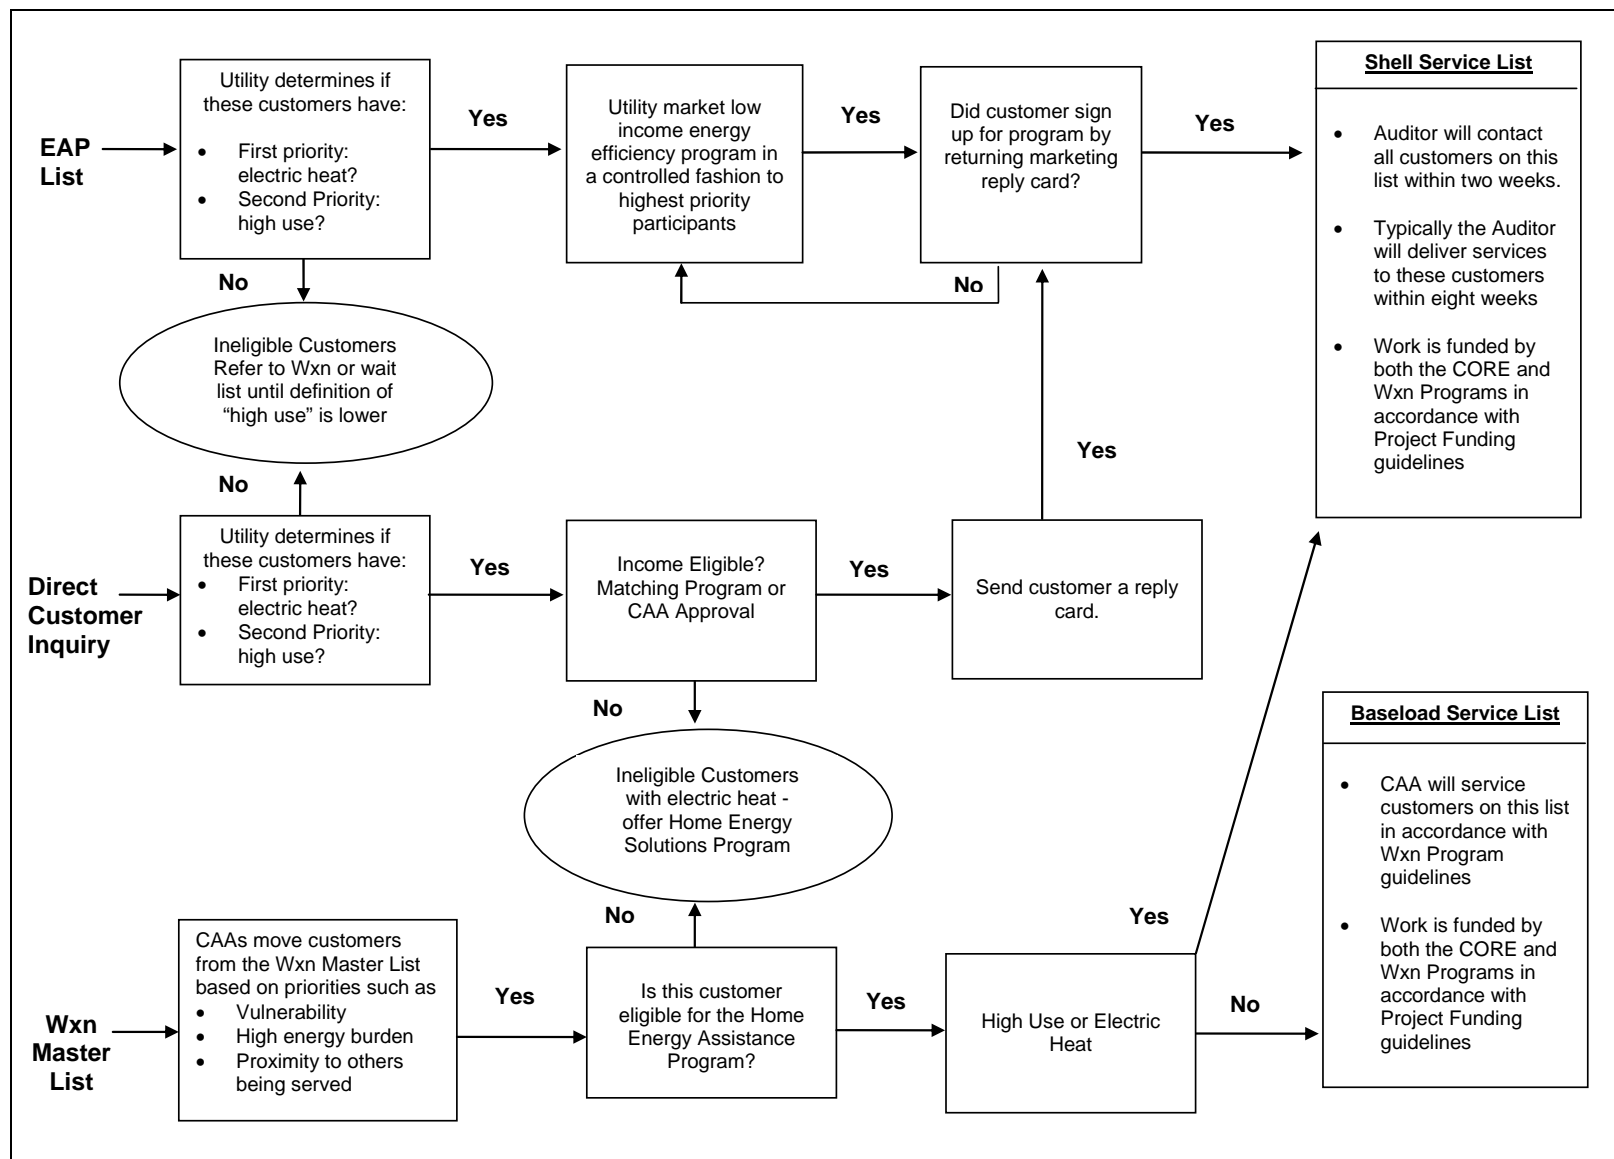 EAP
List
Utility determines if
these customers have:
• First priority:
electric heat?
• Second Priority:
high use?
Yes
Utility market low
income energy
efficiency program in
a controlled fashion to
highest priority
participants
Yes
Did customer sign
up for program by
returning marketing
reply card?
Yes
No
No
Shell Service List
• Auditor will contact
all customers on this
list within two weeks.
• Typically the Auditor
will deliver services
to these customers
within eight weeks
• Work is funded by
both the CORE and
Wxn Programs in
accordance with
Project Funding
guidelines
Ineligible Customers
Refer to Wxn or wait
list until definition of
“high use” is lower
No
Direct
Customer
Inquiry
Utility determines if
these customers have:
• First priority:
electric heat?
• Second Priority:
high use?
Yes
Income Eligible?
Matching Program or
CAA Approval
Yes
Send customer a reply
card.
Yes
No
Ineligible Customers
with electric heat -
offer Home Energy
Solutions Program
No
Wxn
Master
List
CAAs move customers
from the Wxn Master List
based on priorities such as
• Vulnerability
• High energy burden
• Proximity to others
being served
Yes
Is this customer
eligible for the Home
Energy Assistance
Program?
Yes
High Use or Electric
Heat
Yes
No
Baseload Service List
• CAA will service
customers on this list
in accordance with
Wxn Program
guidelines
• Work is funded by
both the CORE and
Wxn Programs in
accordance with
Project Funding
guidelines